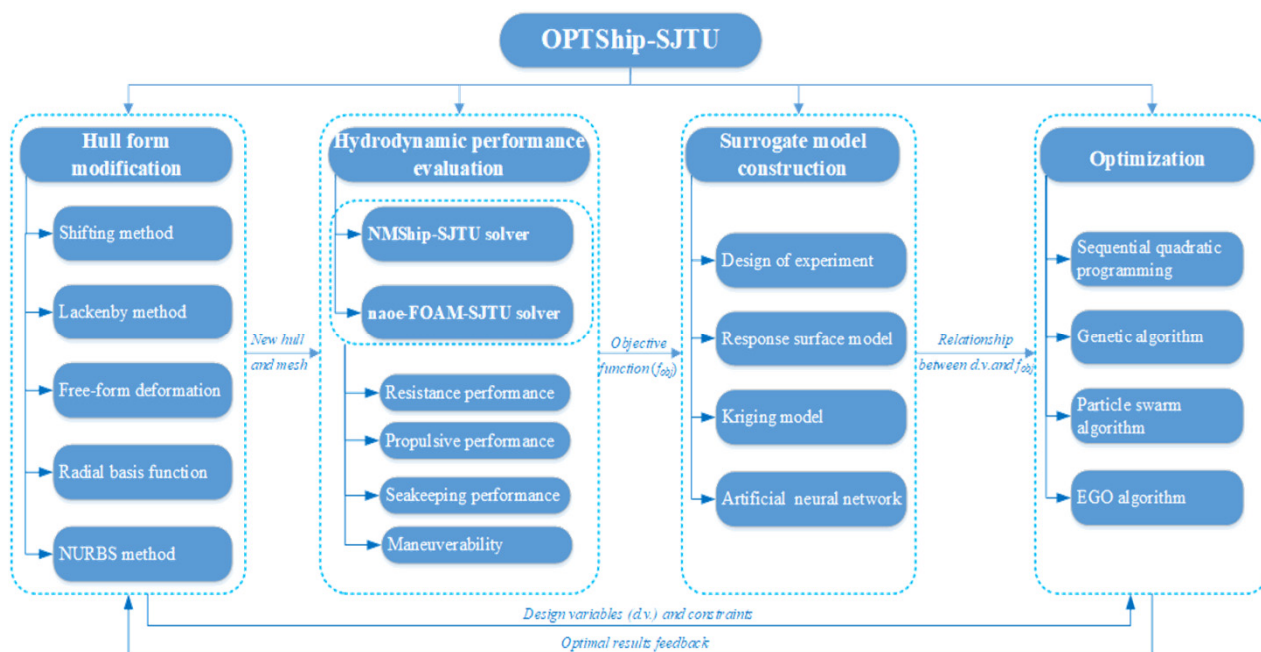 OPTShip-SJTU
Hull form
modification
Shifting method
Lackenby method
Free-form deformation
Radial basis function
NURBS method
New hull
and mesh
Hydrodynamic performance
evaluation
NMShip-SJTU solver
naoe-FOAM-SJTU solver
Resistance performance
Propulsive performance
Seakeeping performance
Maneuverability
Objective
function (fobj)
Surrogate model
construction
Design of experiment
Response surface model
Kriging model
Artificial neural network
Relationship
between d.v. and fobj
Optimization
Sequential quadratic
programming
Genetic algorithm
Particle swarm
algorithm
EGO algorithm
Design variables (d.v.) and constraints
Optimal results feedback